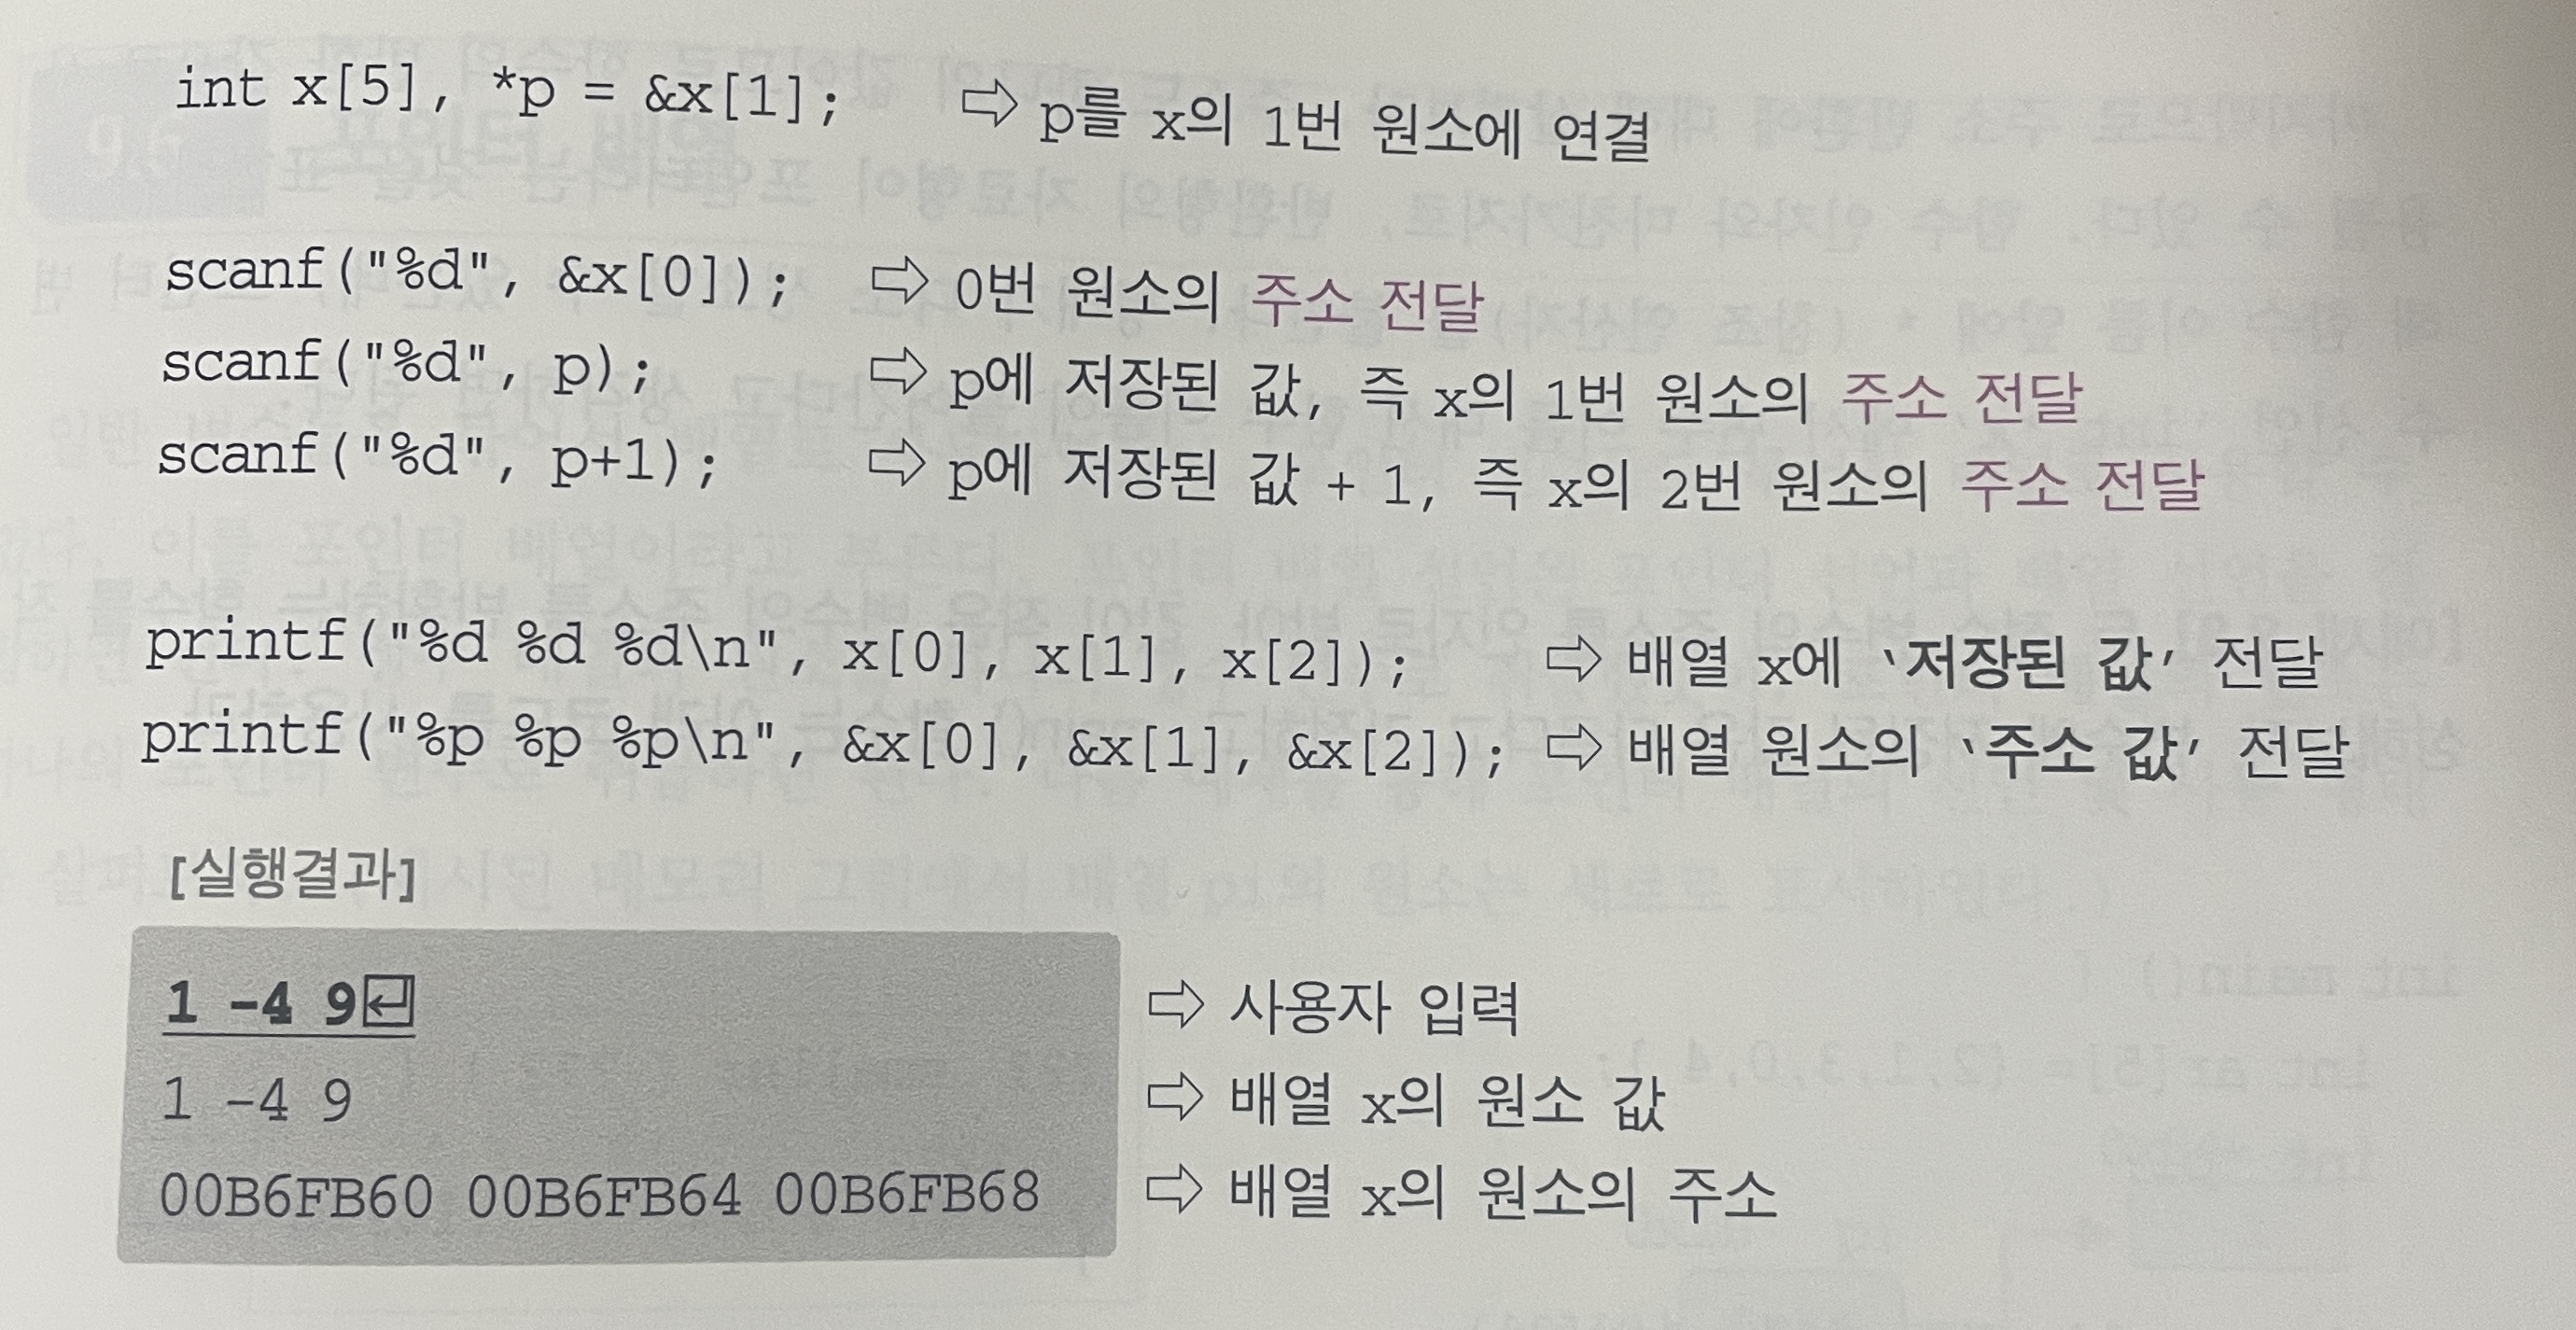 int x[5], *p = &x[1]; ⇨ p를 x의 1번 원소에 연결
scanf("%d", &x[0]); ⇨ 0번 원소의 주소 전달
scanf("%d", p); ⇨ p에 저장된 값, 즉 x의 1번 원소의 주소 전달
scanf("%d", p+1); ⇨ p에 저장된 값 + 1, 즉 x의 2번 원소의 주소 전달
printf("%d %d %d\n", x[0], x[1], x[2]); ⇨ 배열 x에 ‘저장된 값’ 전달
printf("%p %p %p\n", &x[0], &x[1], &x[2]); ⇨ 배열 원소의 ‘주소 값’ 전달
[실행결과]
1 -4 9↵ ⇨ 사용자 입력
1 -4 9 ⇨ 배열 x의 원소 값
00B6FB60 00B6FB64 00B6FB68 ⇨ 배열 x의 원소의 주소